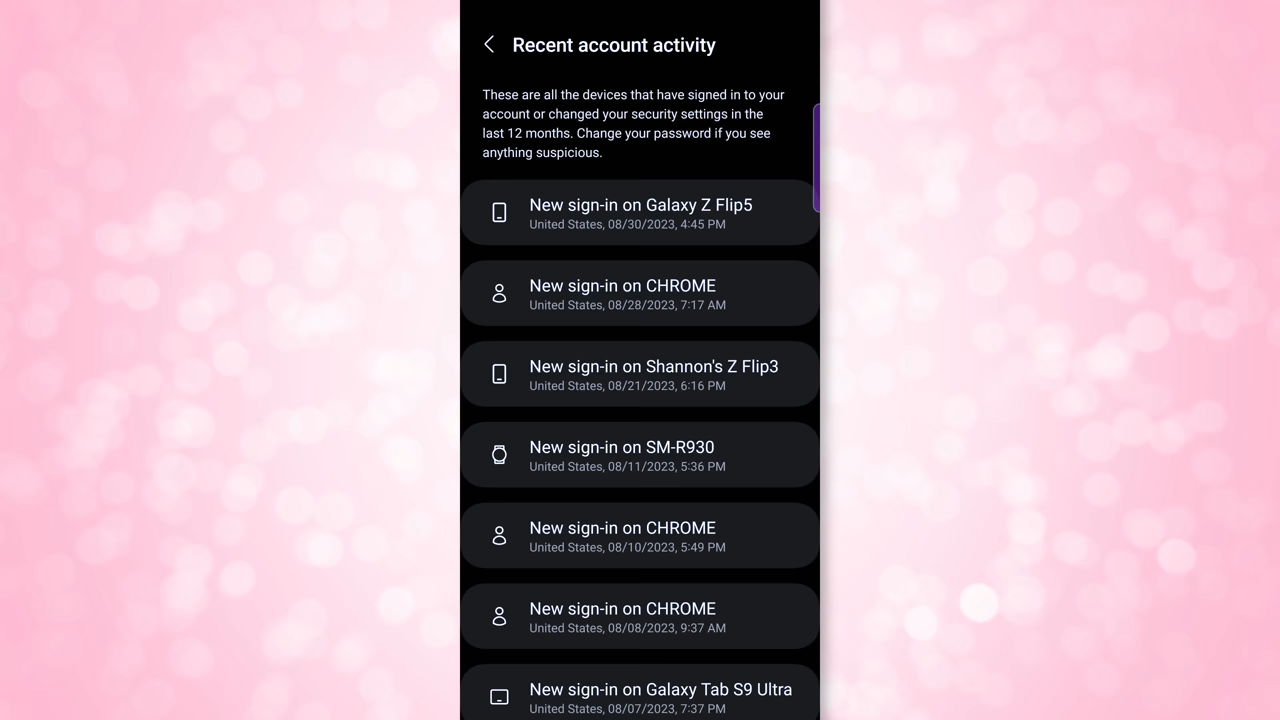 Recent account activity
These are all the devices that have signed in to your
account or changed your security settings in the
last 12 months. Change your password if you see
anything suspicious.
New sign-in on Galaxy Z Flip5
United States, 08/30/2023, 4:45 PM
New sign-in on CHROME
United States, 08/28/2023, 7:17 AM
New sign-in on Shannon's Z Flip3
United States, 08/21/2023, 6:16 PM
New sign-in on SM-R930
United States, 08/11/2023, 5:36 PM
New sign-in on CHROME
United States, 08/10/2023, 5:49 PM
New sign-in on CHROME
United States, 08/08/2023, 9:37 AM
New sign-in on Galaxy Tab S9 Ultra
United States, 08/07/2023, 7:37 PM